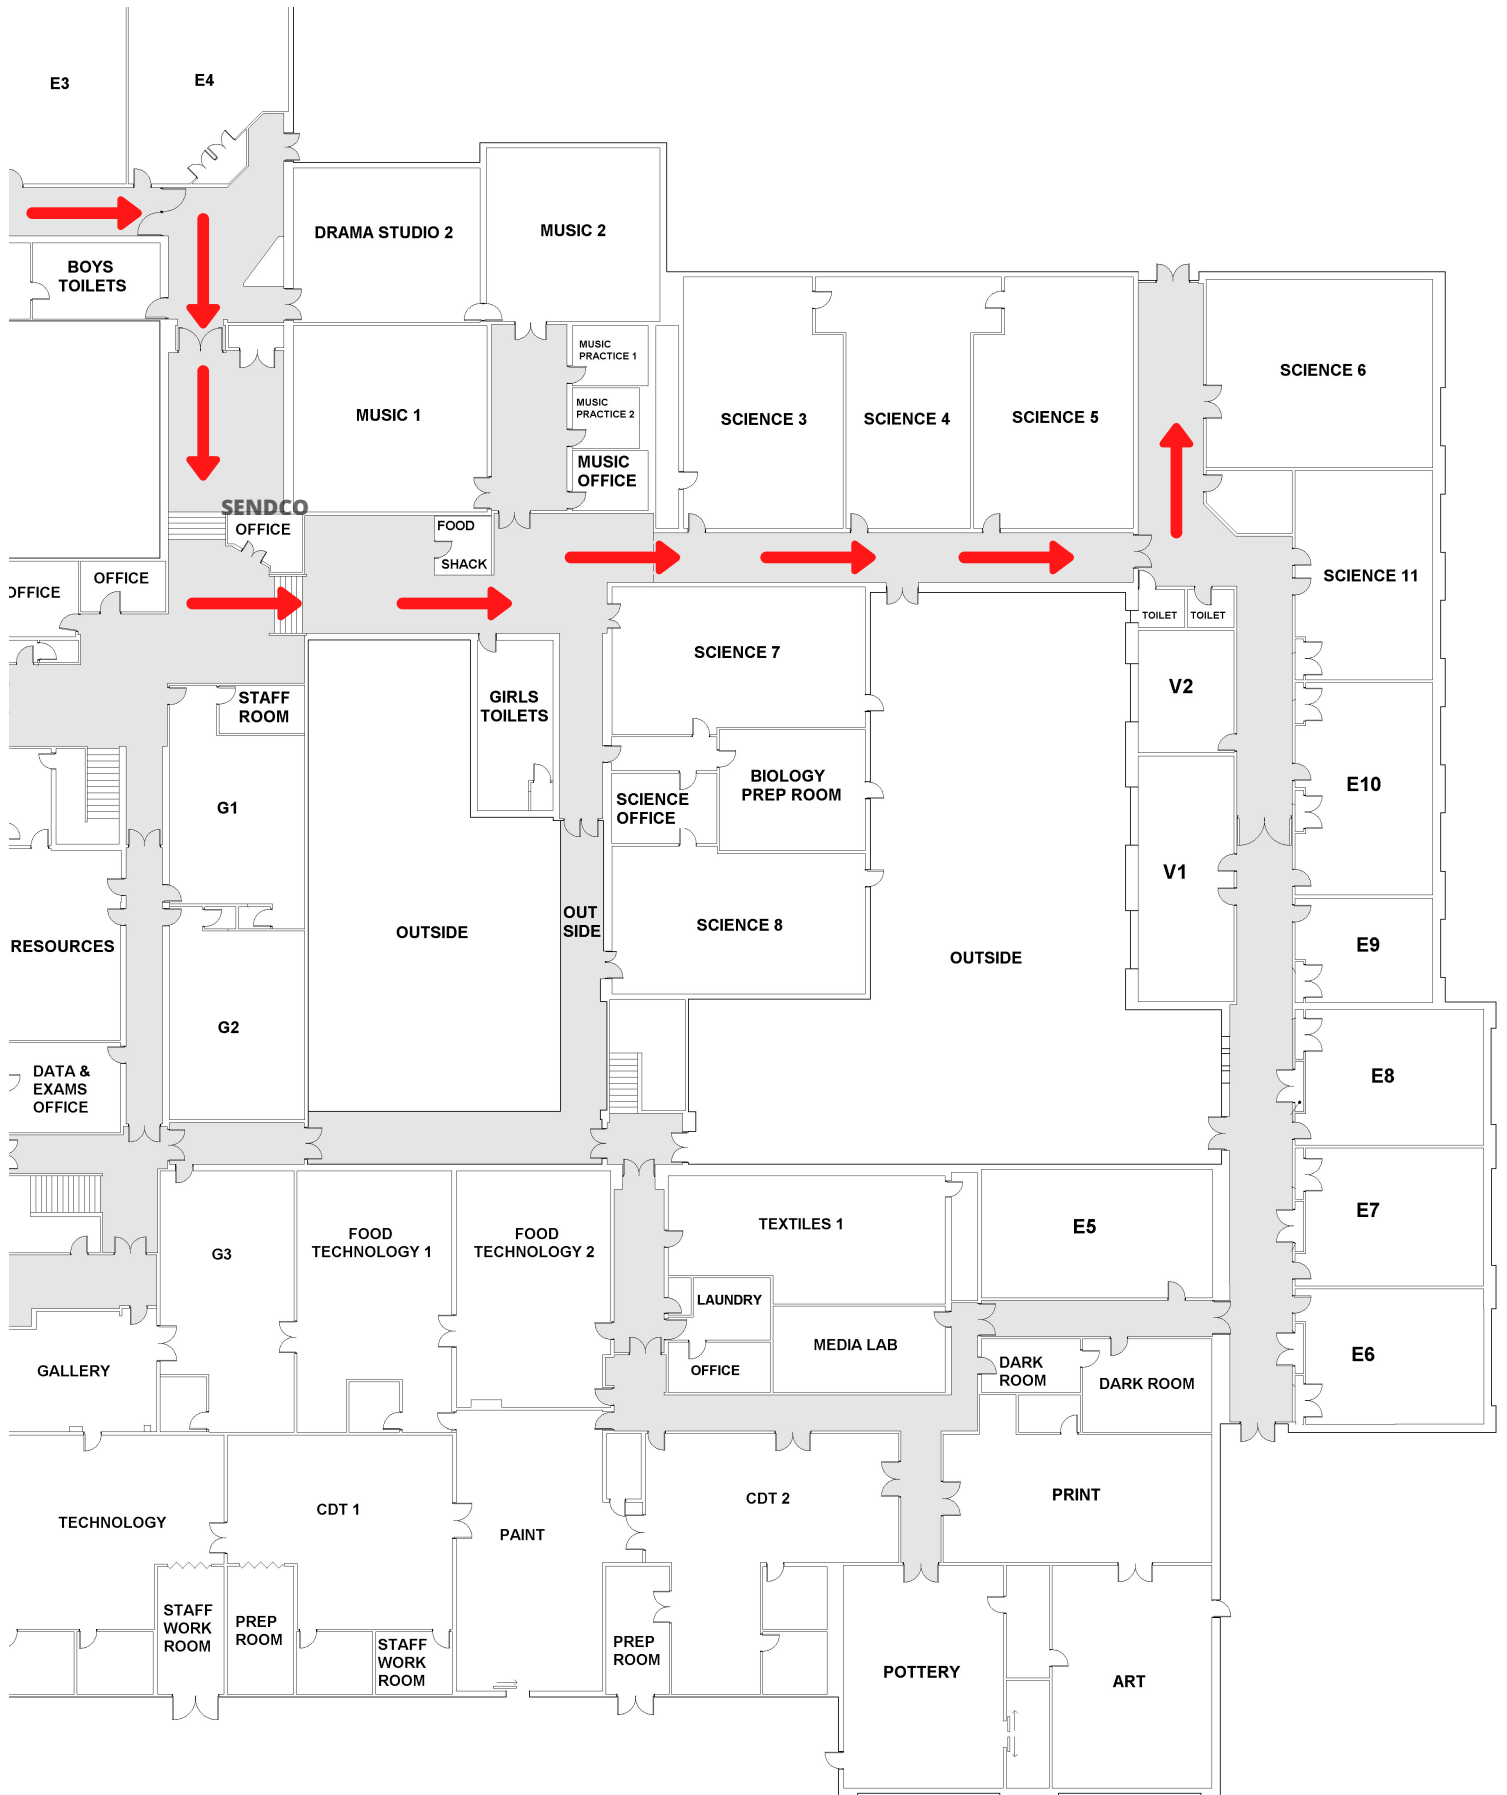 E3
E4
BOYS
TOILETS
DRAMA STUDIO 2
MUSIC 2
MUSIC 1
MUSIC
PRACTICE 1
MUSIC
PRACTICE 2
MUSIC
OFFICE
SCIENCE 3
SCIENCE 4
SCIENCE 5
SCIENCE 6
SENDCO
OFFICE
FOOD
SHACK
OFFICE
OFFICE
SCIENCE 11
TOILET
TOILET
SCIENCE 7
V2
STAFF
ROOM
GIRLS
TOILETS
G1
BIOLOGY
PREP ROOM
SCIENCE
OFFICE
E10
V1
RESOURCES
OUTSIDE
OUT
SIDE
SCIENCE 8
OUTSIDE
E9
G2
DATA &
EXAMS
OFFICE
E8
G3
FOOD
TECHNOLOGY 1
FOOD
TECHNOLOGY 2
TEXTILES 1
E5
E7
LAUNDRY
MEDIA LAB
OFFICE
DARK
ROOM
DARK ROOM
E6
GALLERY
TECHNOLOGY
CDT 1
PAINT
CDT 2
PRINT
STAFF
WORK
ROOM
PREP
ROOM
STAFF
WORK
ROOM
PREP
ROOM
POTTERY
ART